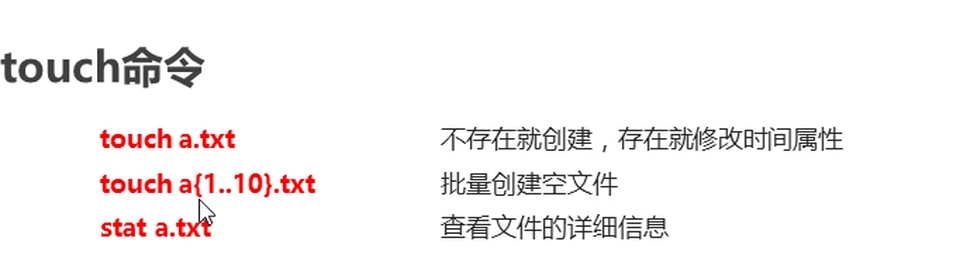 touch命令
touch a.txt 不存在就创建，存在就修改时间属性
touch a{1..10}.txt 批量创建空文件
stat a.txt 查看文件的详细信息